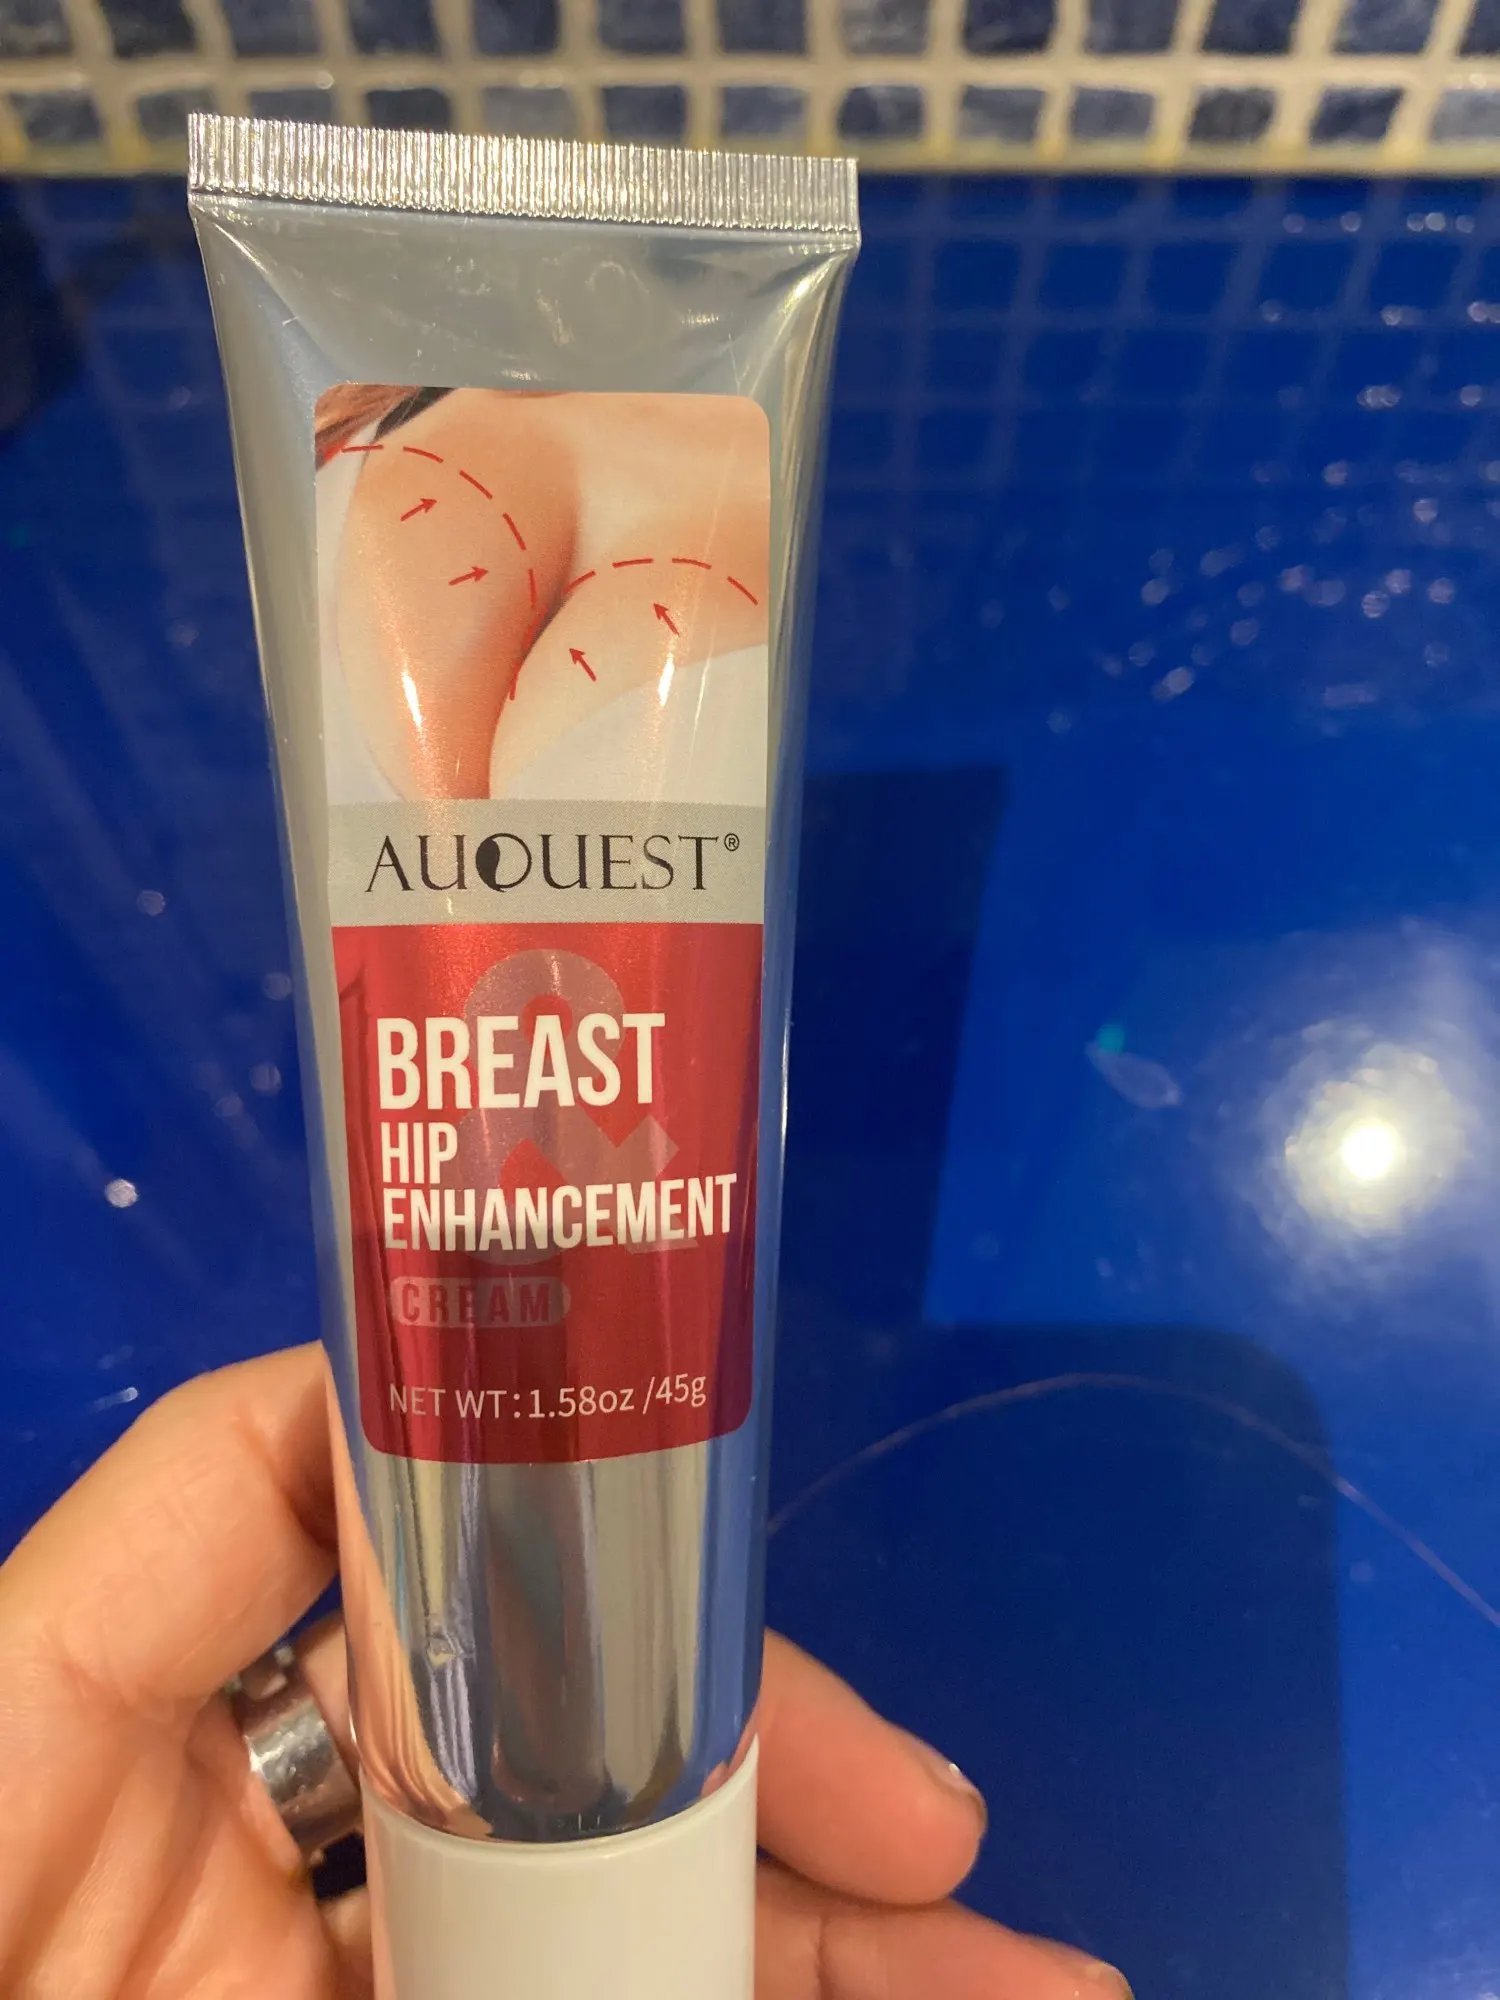 AUQUEST®
&
BREAST
HIP
ENHANCEMENT
CREAM
NET WT: 1.58oz /45g